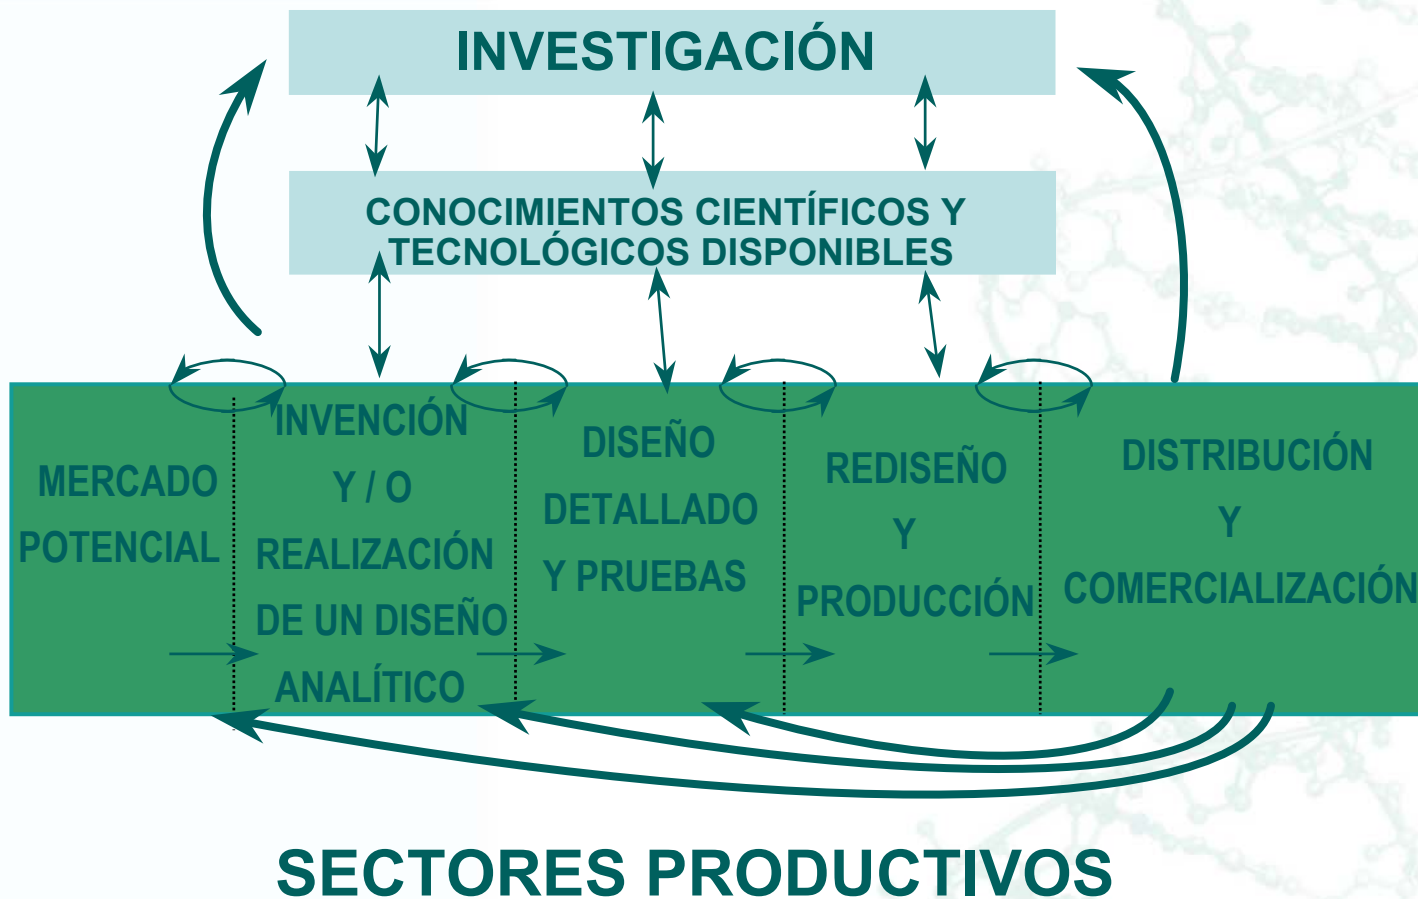 INVESTIGACIÓN
CONOCIMIENTOS CIENTÍFICOS Y
TECNOLÓGICOS DISPONIBLES
MERCADO
POTENCIAL
INVENCIÓN
Y / O
REALIZACIÓN
DE UN DISEÑO
ANALÍTICO
DISEÑO
DETALLADO
Y PRUEBAS
REDISEÑO
Y
PRODUCCIÓN
DISTRIBUCIÓN
Y
COMERCIALIZACIÓN
SECTORES PRODUCTIVOS